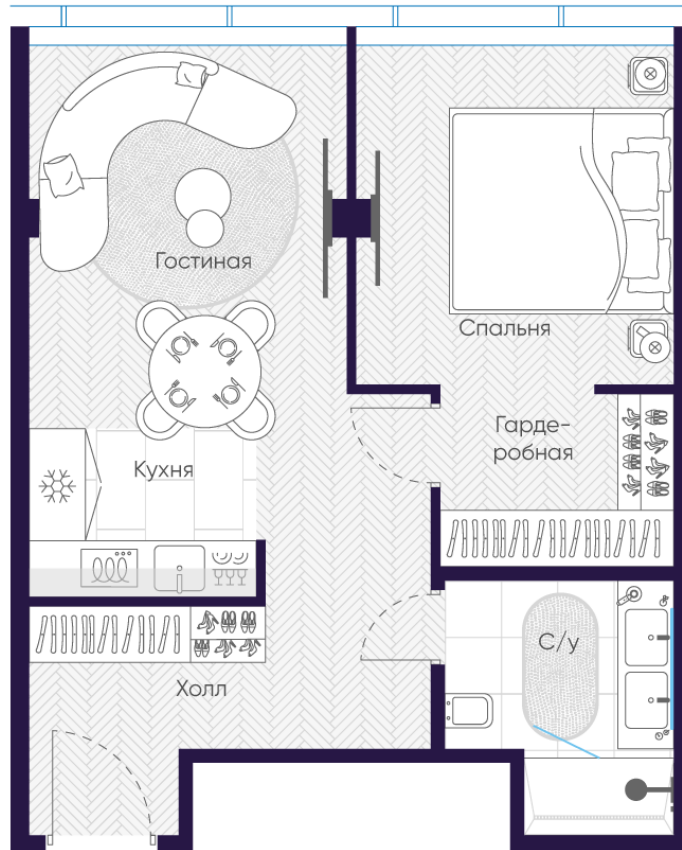 Гостиная
Спальня
Гарде-
робная
Кухня
С/у
Холл